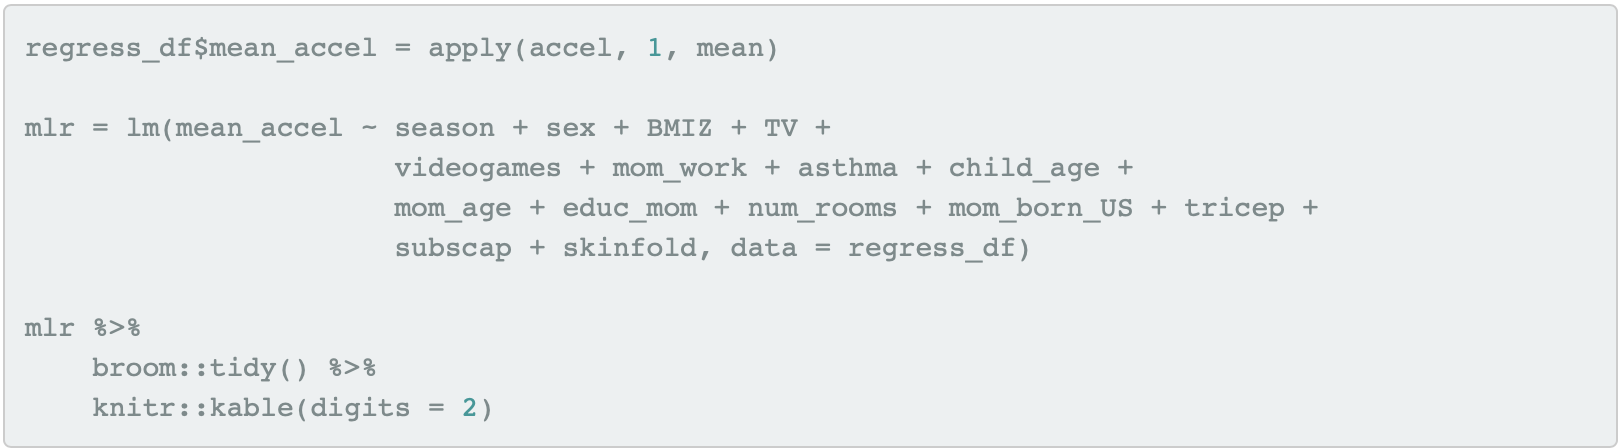 regress_df$mean_accel = apply(accel, 1, mean)
mlr = lm(mean_accel ~ season + sex + BMIZ + TV +
videogames + mom_work + asthma + child_age +
mom_age + educ_mom + num_rooms + mom_born_US + tricep +
subscap + skinfold, data = regress_df)
mlr %>%
broom::tidy() %>%
knitr::kable(digits = 2)